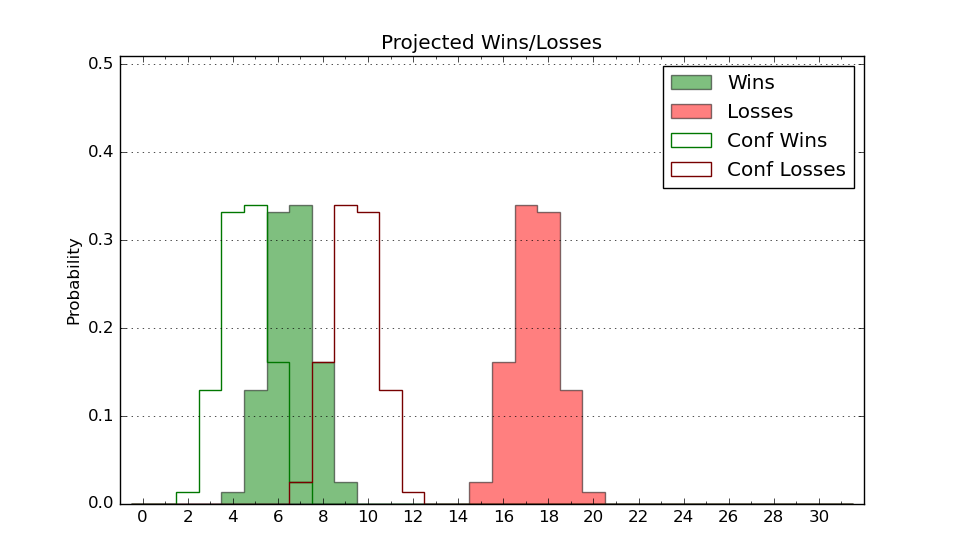 Projected Wins/Losses
0.5
0.4
0.3
0.2
0.1
0.0
Probability
Wins
Losses
Conf Wins
Conf Losses
0 2 4 6 8 10 12 14 16 18 20 22 24 26 28 30